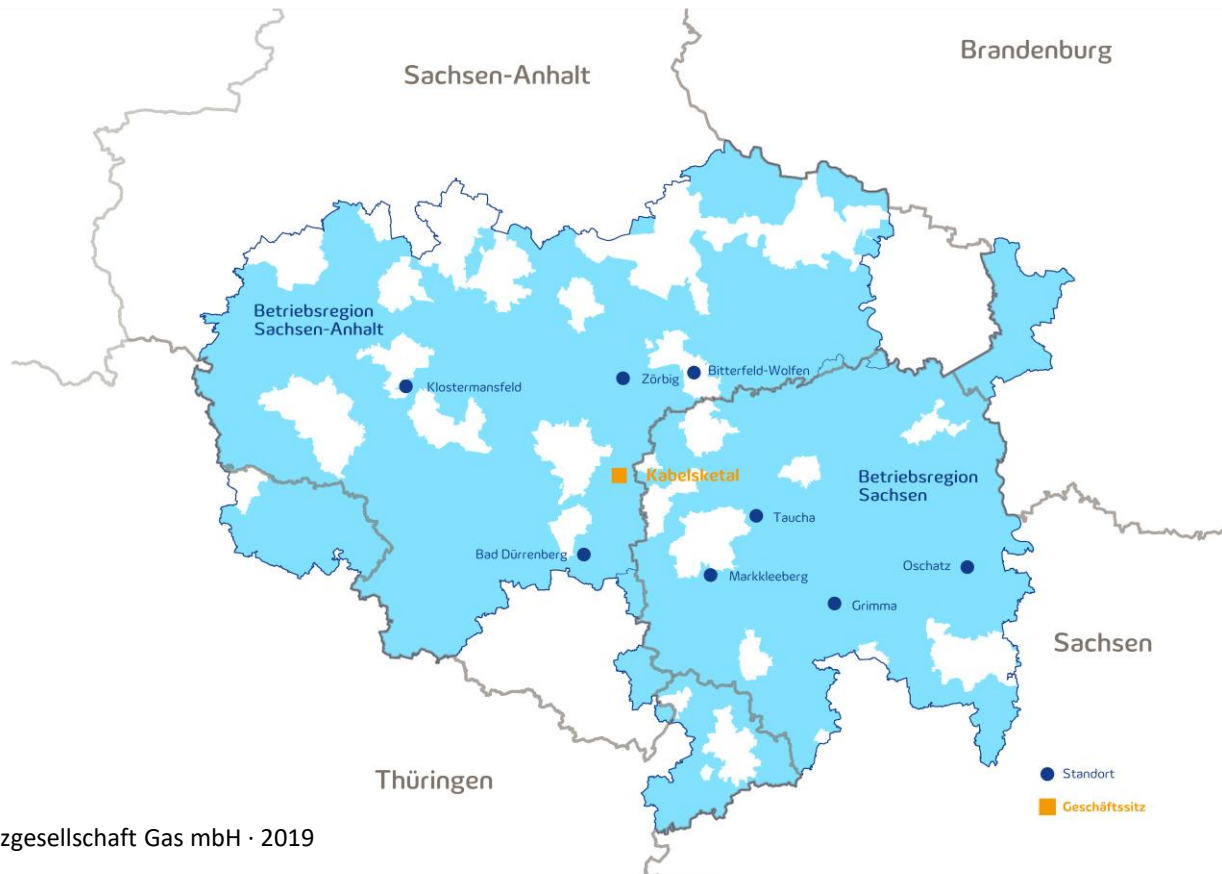 Brandenburg
Sachsen-Anhalt
Betriebsregion
Sachsen-Anhalt
Klostermansfeld
Zörbig
Bitterfeld-Wolfen
Kabelsketal
Betriebsregion
Sachsen
Taucha
Bad Dürrenberg
Markkleeberg
Oschatz
Grimma
Sachsen
Thüringen
Standort
Geschäftssitz
zgesellschaft Gas mbH · 2019